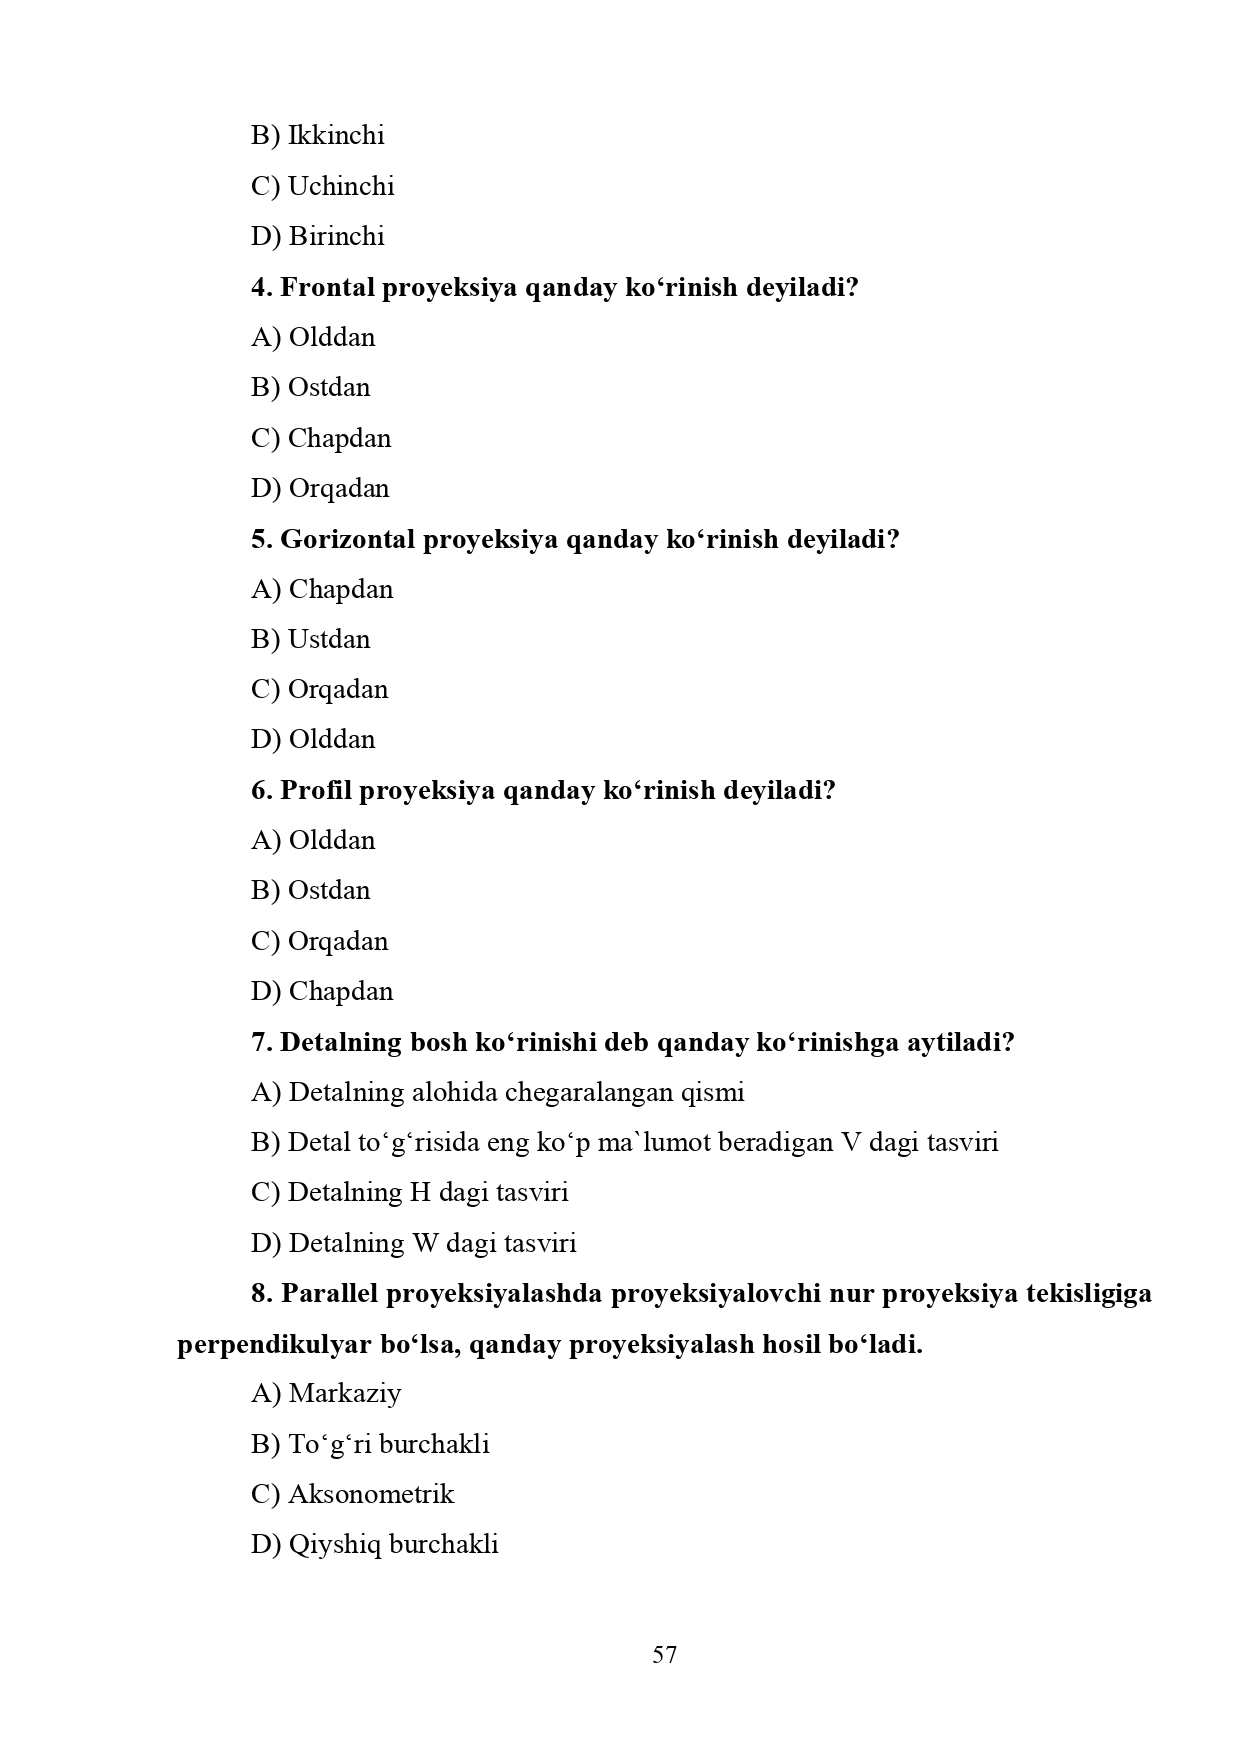 B) Ikkinchi
C) Uchinchi
D) Birinchi
4. Frontal proyeksiya qanday ko‘rinish deyiladi?
A) Olddan
B) Ostdan
C) Chapdan
D) Orqadan
5. Gorizontal proyeksiya qanday ko‘rinish deyiladi?
A) Chapdan
B) Ustdan
C) Orqadan
D) Olddan
6. Profil proyeksiya qanday ko‘rinish deyiladi?
A) Olddan
B) Ostdan
C) Orqadan
D) Chapdan
7. Detalning bosh ko‘rinishi deb qanday ko‘rinishga aytiladi?
A) Detalning alohida chegaralangan qismi
B) Detal to‘g‘risida eng ko‘p ma`lumot beradigan V dagi tasviri
C) Detalning H dagi tasviri
D) Detalning W dagi tasviri
8. Parallel proyeksiyalashda proyeksiyalovchi nur proyeksiya tekisligiga
perpendikulyar bo‘lsa, qanday proyeksiyalash hosil bo‘ladi.
A) Markaziy
B) To‘g‘ri burchakli
C) Aksonometrik
D) Qiyshiq burchakli
57